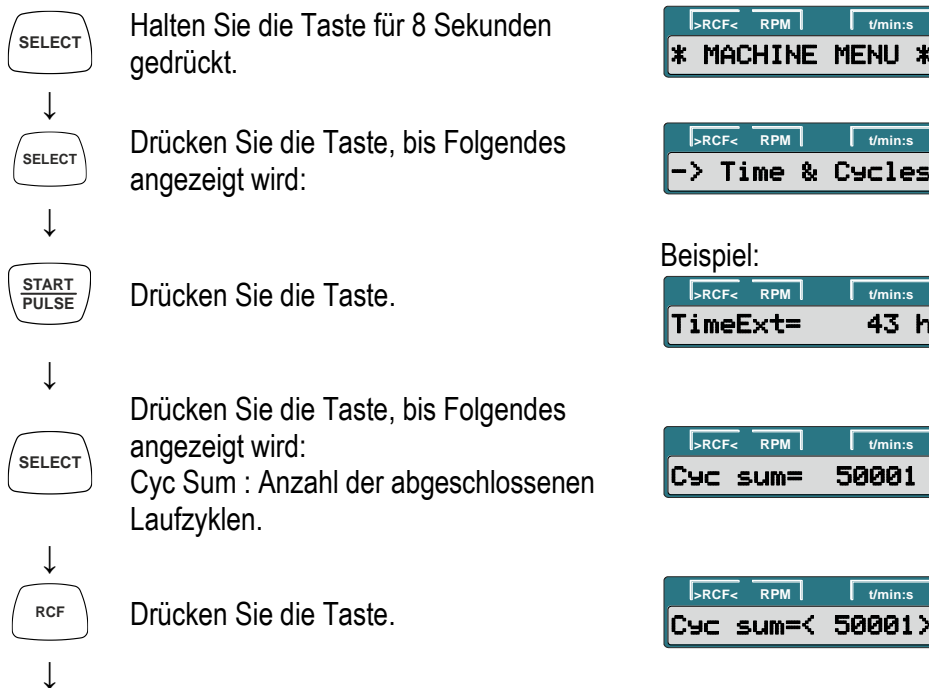 SELECT
Halten Sie die Taste für 8 Sekunden
gedrückt.
>RCF< RPM t/min:s
* MACHINE MENU *
↓
SELECT
Drücken Sie die Taste, bis Folgendes
angezeigt wird:
>RCF< RPM t/min:s
-> Time & Cycles
↓
START
PULSE
Drücken Sie die Taste.
Beispiel:
>RCF< RPM t/min:s
TimeExt= 43 h
↓
SELECT
Drücken Sie die Taste, bis Folgendes
angezeigt wird:
Cyc Sum : Anzahl der abgeschlossenen
Laufzyklen.
>RCF< RPM t/min:s
Cyc sum= 50001
↓
RCF
Drücken Sie die Taste.
>RCF< RPM t/min:s
Cyc sum=< 50001>
↓